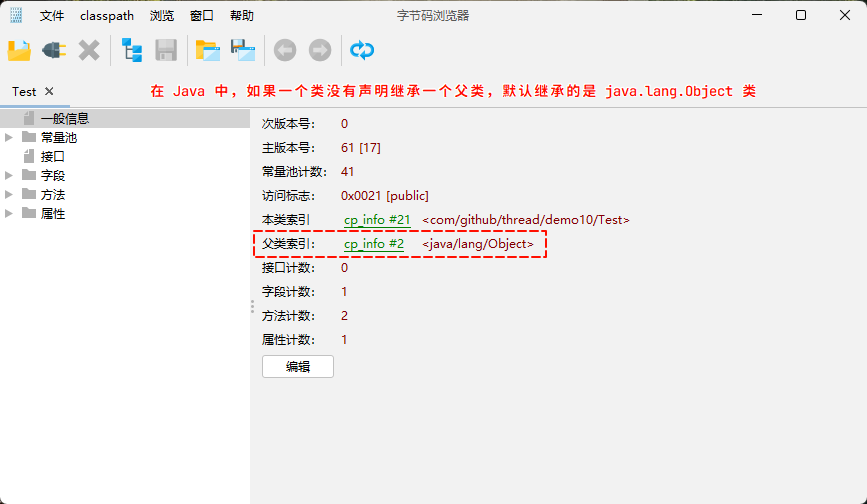 文件 classpath 浏览 窗口 帮助 字节码浏览器
Test
在 Java 中，如果一个类没有声明继承一个父类，默认继承的是 java.lang.Object 类
一般信息
常量池
接口
字段
方法
属性
次版本号： 0
主版本号： 61 [17]
常量池计数： 41
访问标志： 0x0021 [public]
本类索引 cp_info #21 <com/github/thread/demo10/Test>
父类索引： cp_info #2 <java/lang/Object>
接口计数： 0
字段计数： 1
方法计数： 2
属性计数： 1
编辑